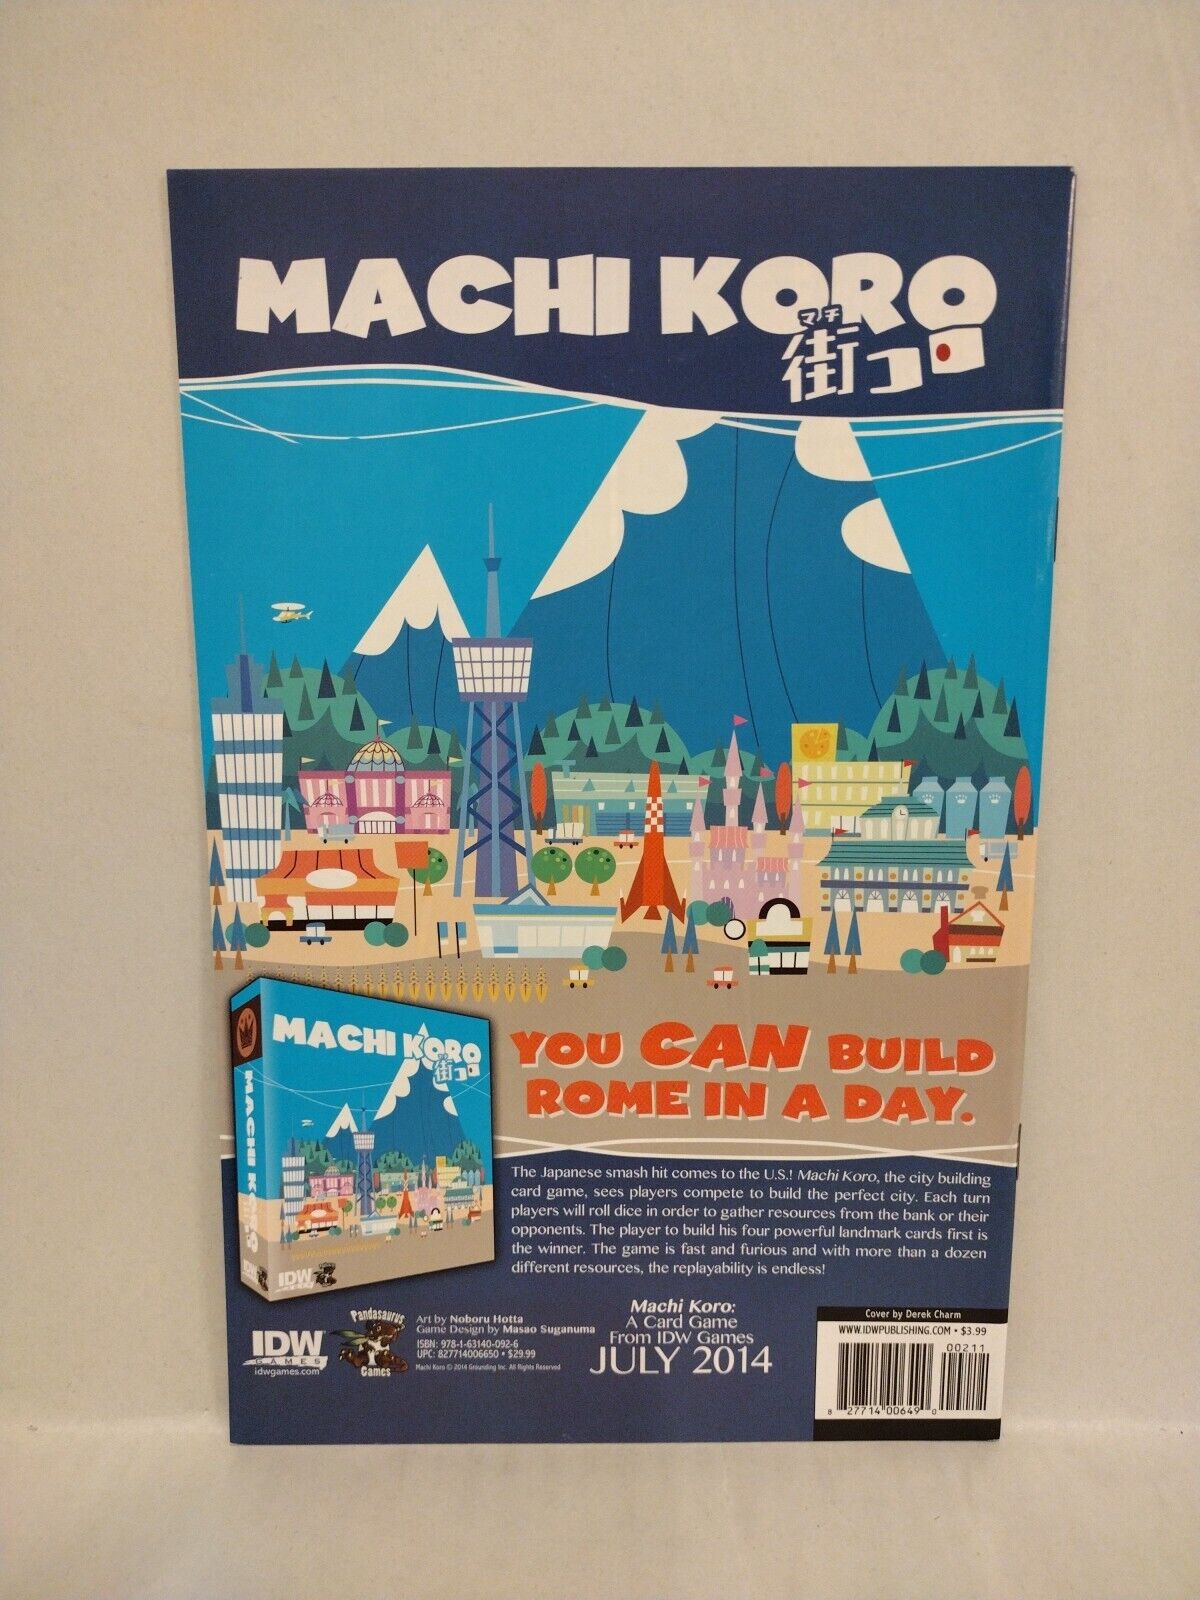 MACHI KORO
マチ
街コロ
MACHI KORO
街コロ
MACHI KORO
IDW
GAMES
YOU CAN BUILD
ROME IN A DAY.
The Japanese smash hit comes to the U.S.! Machi Koro, the city building
card game, sees players compete to build the perfect city. Each turn
players will roll dice in order to gather resources from the bank or their
opponents. The player to build his four powerful landmark cards first is
the winner. The game is fast and furious and with more than a dozen
different resources, the replayability is endless!
IDW
GAMES
idwgames.com
Pandasaurus
Games
Art by Noboru Hotta
Game Design by Masao Suganuma
ISBN: 978-1-63140-092-6
UPC: 827714006650 • $29.99
Machi Koro © 2014 Grounding Inc. All Rights Reserved
Machi Koro:
A Card Game
From IDW Games
JULY 2014
Cover by Derek Charm
WWW.IDWPUBLISHING.COM • $3.99
00211
8 27714 00649 0